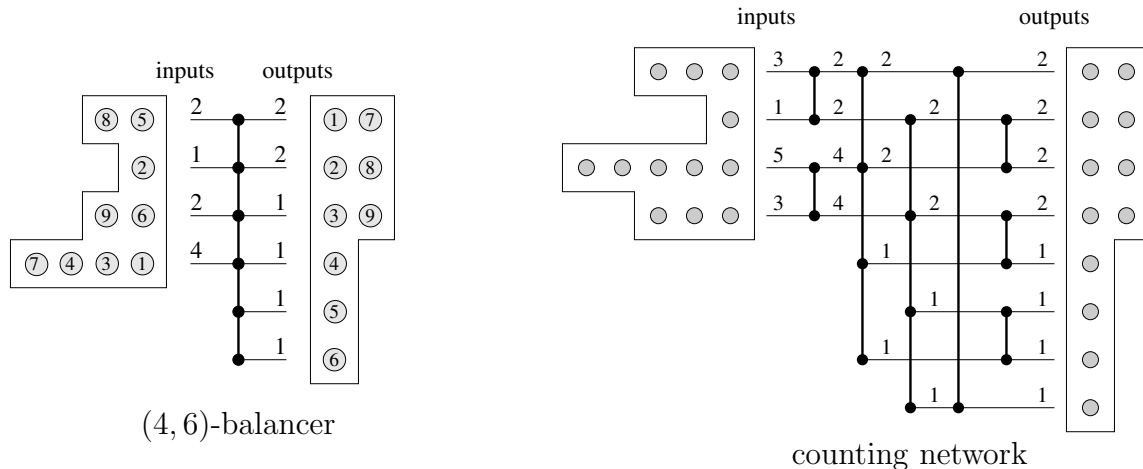 inputs outputs
8 5 2 2 1 7
2 1 2 2 8
9 6 2 1 3 9
7 4 3 1 4 1 4
1 5
1 6
(4, 6)-balancer
inputs outputs
3 2 2 2
1 2 2 2
5 4 2 2
3 4 2 2
1 1
1 1
1 1
1 1
counting network